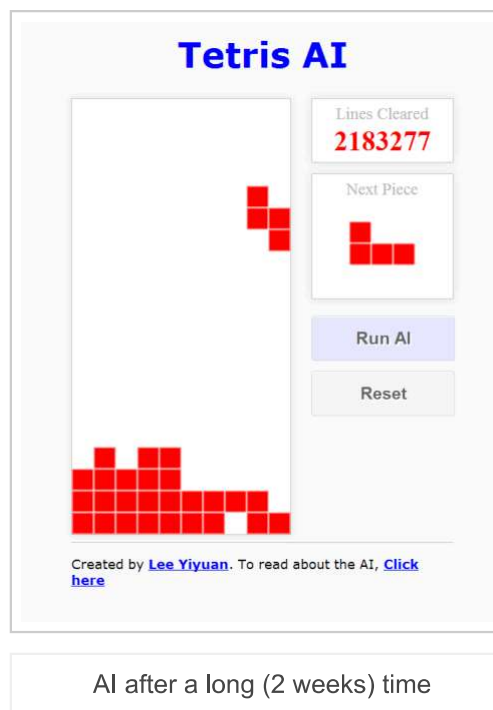 Tetris AI
Lines Cleared
2183277
Next Piece
Run AI
Reset
Created by Lee Yiyuan. To read about the AI, Click
here
AI after a long (2 weeks) time